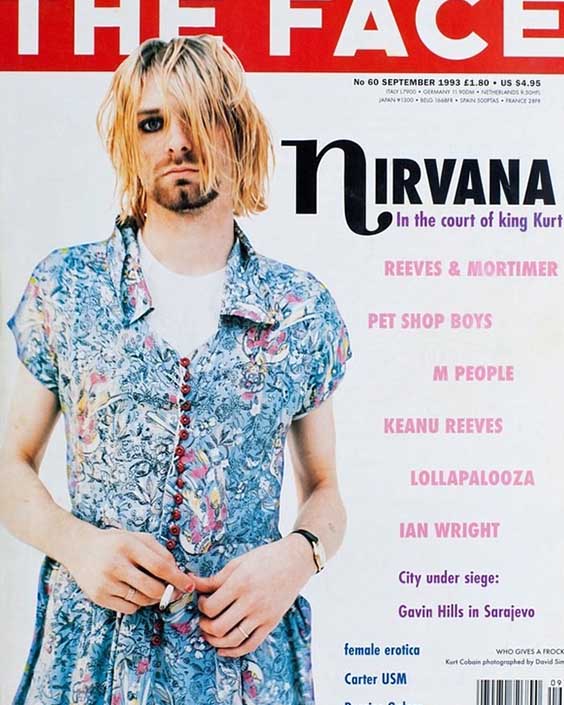 THE FACE
No 60 SEPTEMBER 1993 £1.80 • US $4.95
NIRVANA
In the court of king Kurt
REEVES & MORTIMER
PET SHOP BOYS
M PEOPLE
KEANU REEVES
LOLLAPALOOZA
IAN WRIGHT
City under siege:
Gavin Hills in Sarajevo
female erotica
WHO GIVES A FROCK
Kurt Cobain photographed by David Sim
Carter USM
09